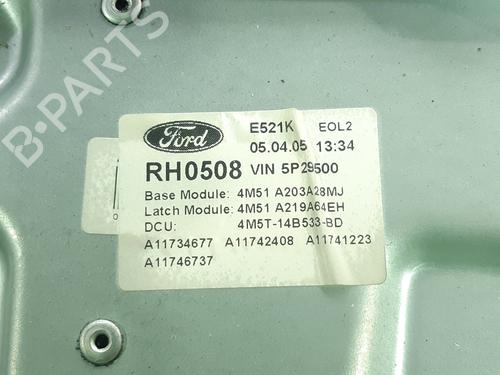 B-PARTS
Ford
E521K EOL2
05.04.05 13:34
RH0508 VIN 5P29500
Base Module: 4M51 A203A28MJ
Latch Module: 4M51 A219A64EH
DCU: 4M5T-14B533-BD
A11734677 A11742408 A11741223
A11746737